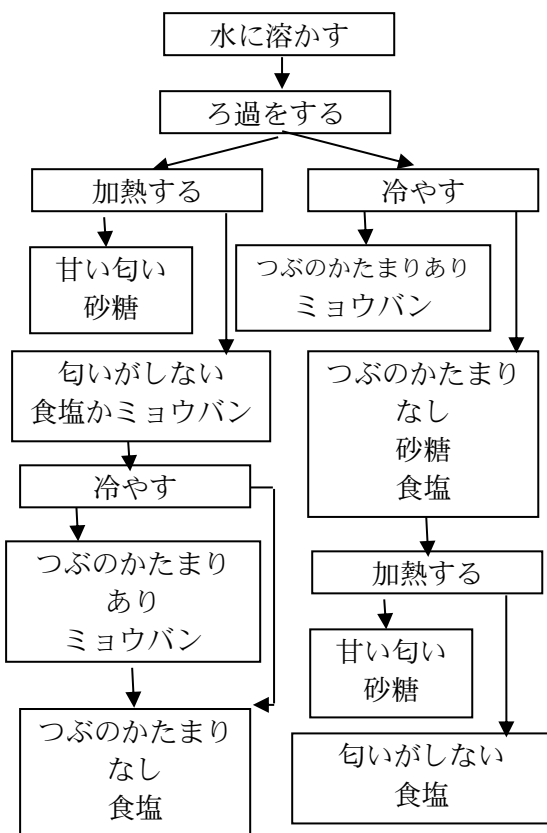 水に溶かす
ろ過をする
加熱する
冷やす
甘い匂い
砂糖
つぶのかたまりあり
ミョウバン
匂いがしない
食塩かミョウバン
つぶのかたまり
なし
砂糖
食塩
冷やす
つぶのかたまり
あり
ミョウバン
加熱する
甘い匂い
砂糖
つぶのかたまり
なし
食塩
匂いがしない
食塩